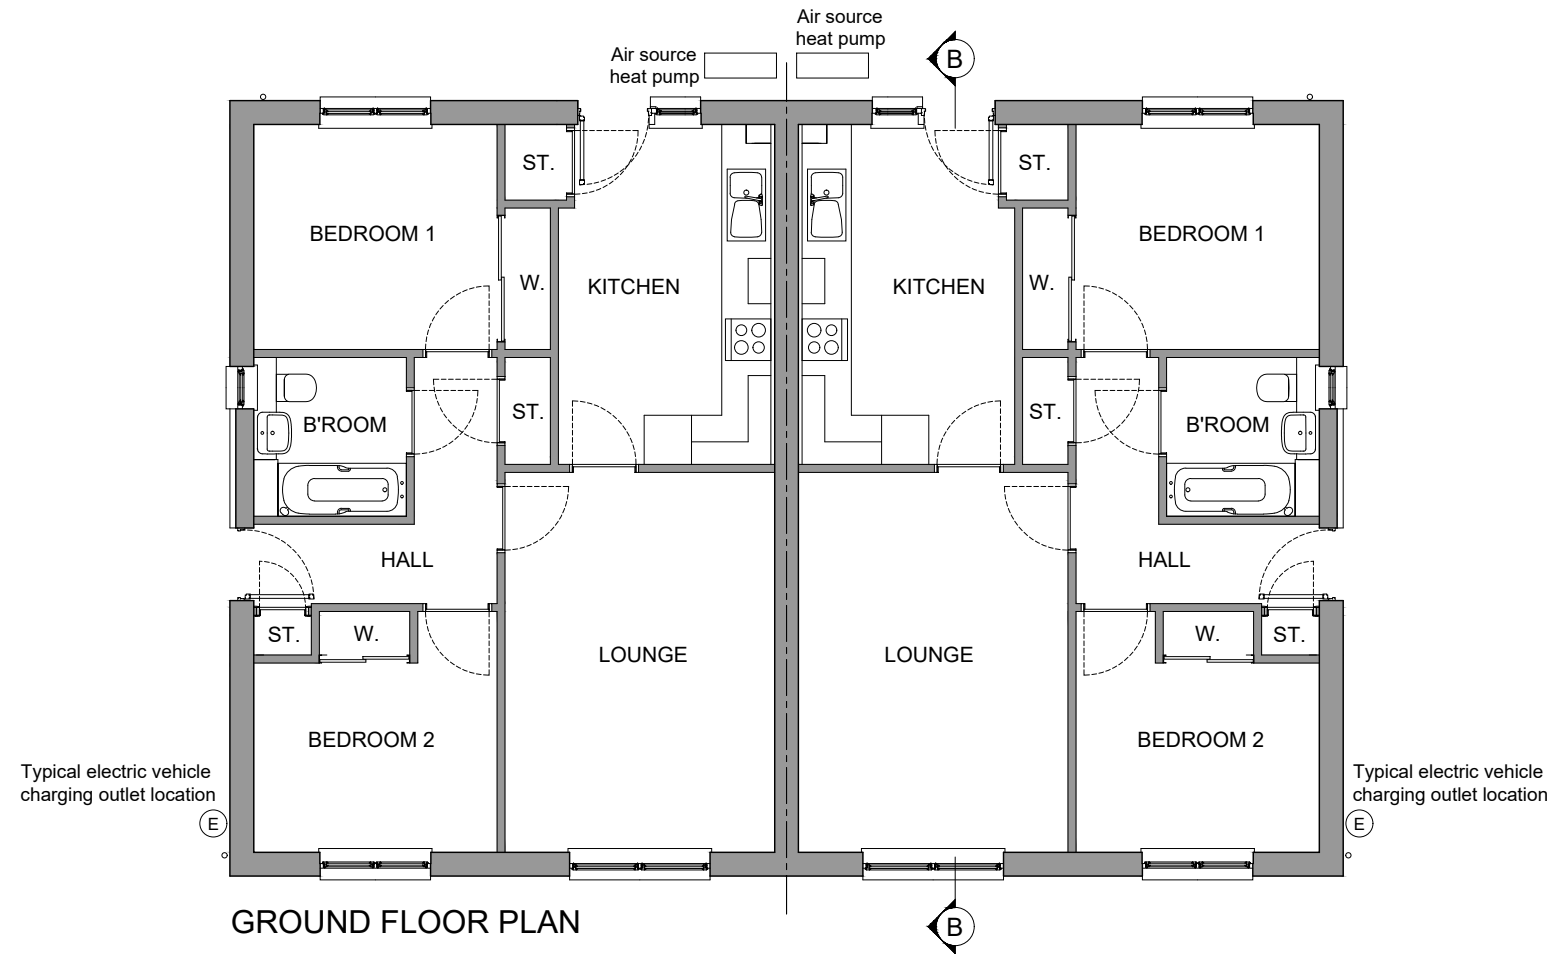 Air source
heat pump
Air source
heat pump
B
ST.
ST.
BEDROOM 1
BEDROOM 1
W.
KITCHEN
KITCHEN
W.
B'ROOM
ST.
ST.
B'ROOM
HALL
HALL
ST.
W.
LOUNGE
LOUNGE
W.
ST.
BEDROOM 2
BEDROOM 2
Typical electric vehicle
charging outlet location
E
Typical electric vehicle
charging outlet location
E
GROUND FLOOR PLAN
B